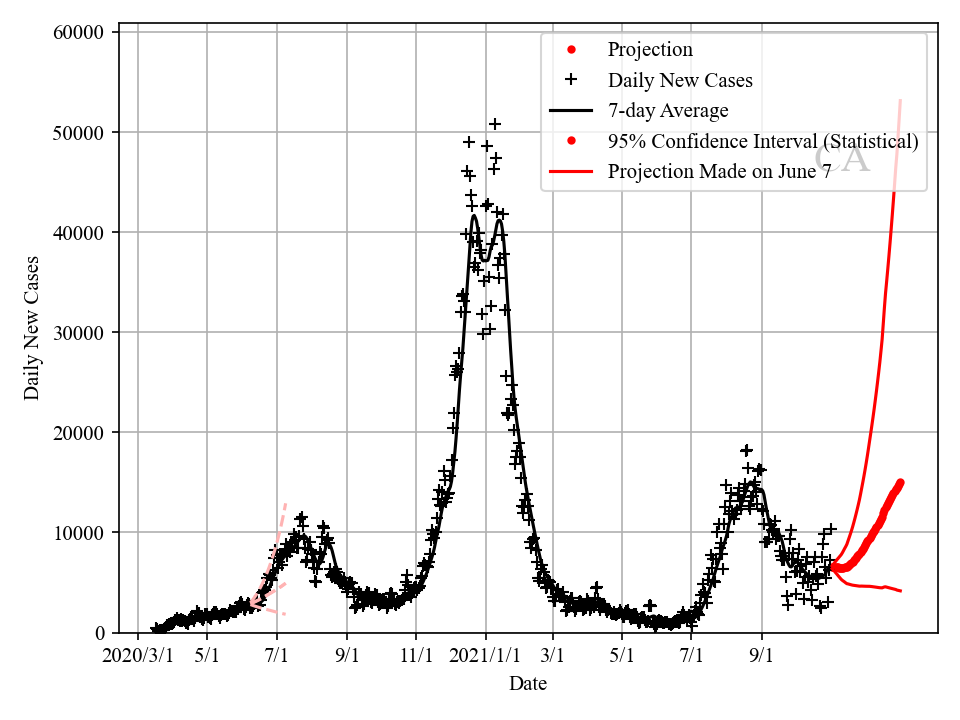 60000
50000
40000
30000
20000
10000
0
Daily New Cases
Projection
Daily New Cases
7-day Average
95% Confidence Interval (Statistical)
Projection Made on June 7
CA
2020/3/1 5/1 7/1 9/1 11/1 2021/1/1 3/1 5/1 7/1 9/1
Date